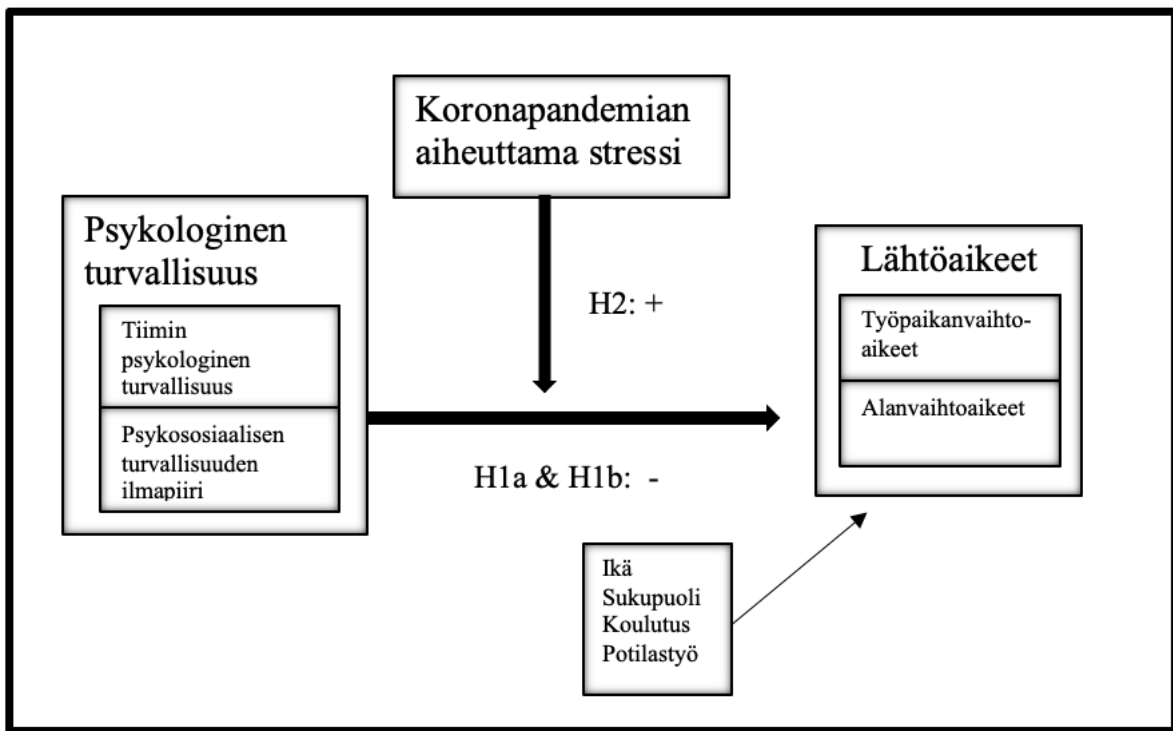 Koronapandemian
aiheuttama stressi
Psykologinen
turvallisuus
Tiimin
psykologinen
turvallisuus
Psykososiaalisen
turvallisuuden
ilmapiiri
H2: +
H1a & H1b: -
Lähtöaikeet
Työpaikanvaihto-
aikeet
Alanvaihtoaikeet
Ikä
Sukupuoli
Koulutus
Potilastyö